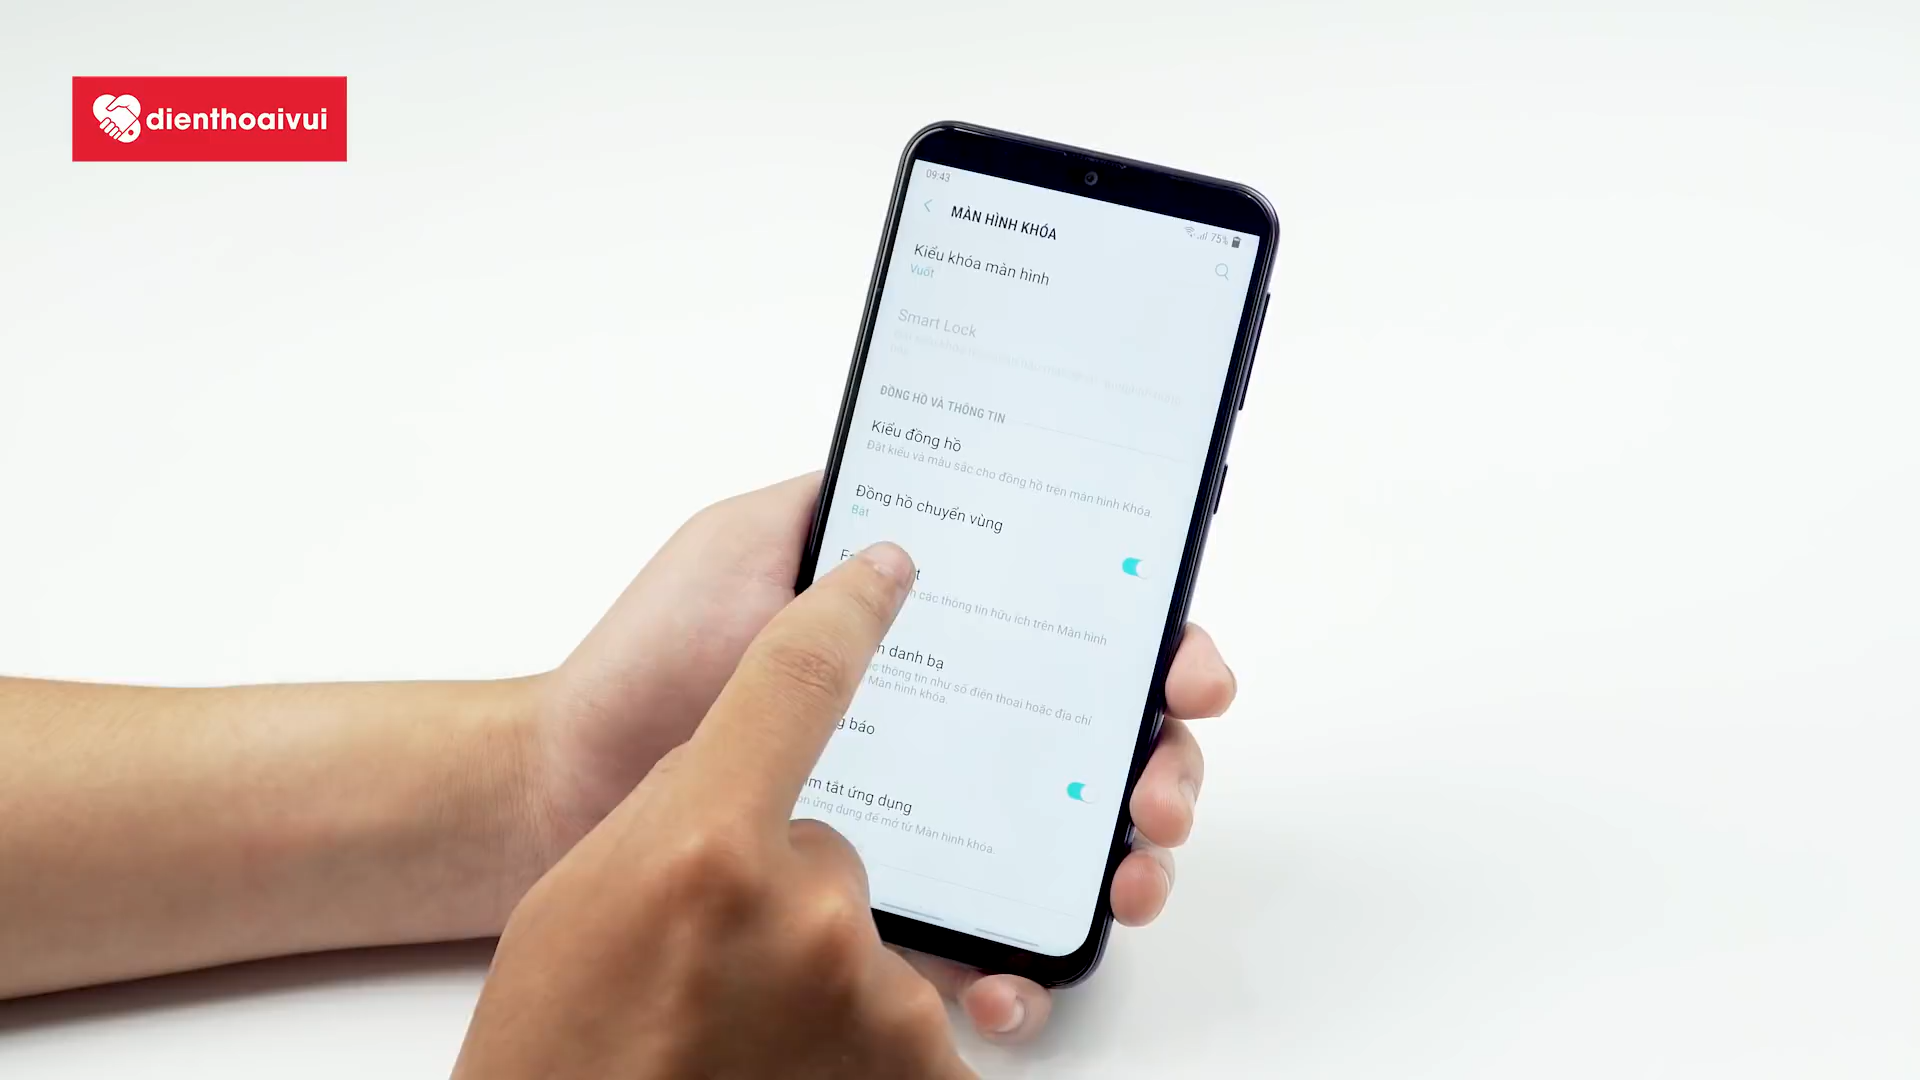 dienthoaivui
09:43
75%
MÀN HÌNH KHÓA
Kiểu khóa màn hình
Vuốt
Smart Lock
ĐỒNG HỒ VÀ THÔNG TIN
Kiểu đồng hồ
Đặt kiểu và màu sắc cho đồng hồ trên màn hình Khóa.
Đồng hồ chuyển vùng
Bật
các thông tin hữu ích trên Màn hình
danh bạ
thông tin như số điện thoại hoặc địa chỉ
Màn hình khóa.
báo
tắt ứng dụng
ứng dụng để mở từ Màn hình khóa.